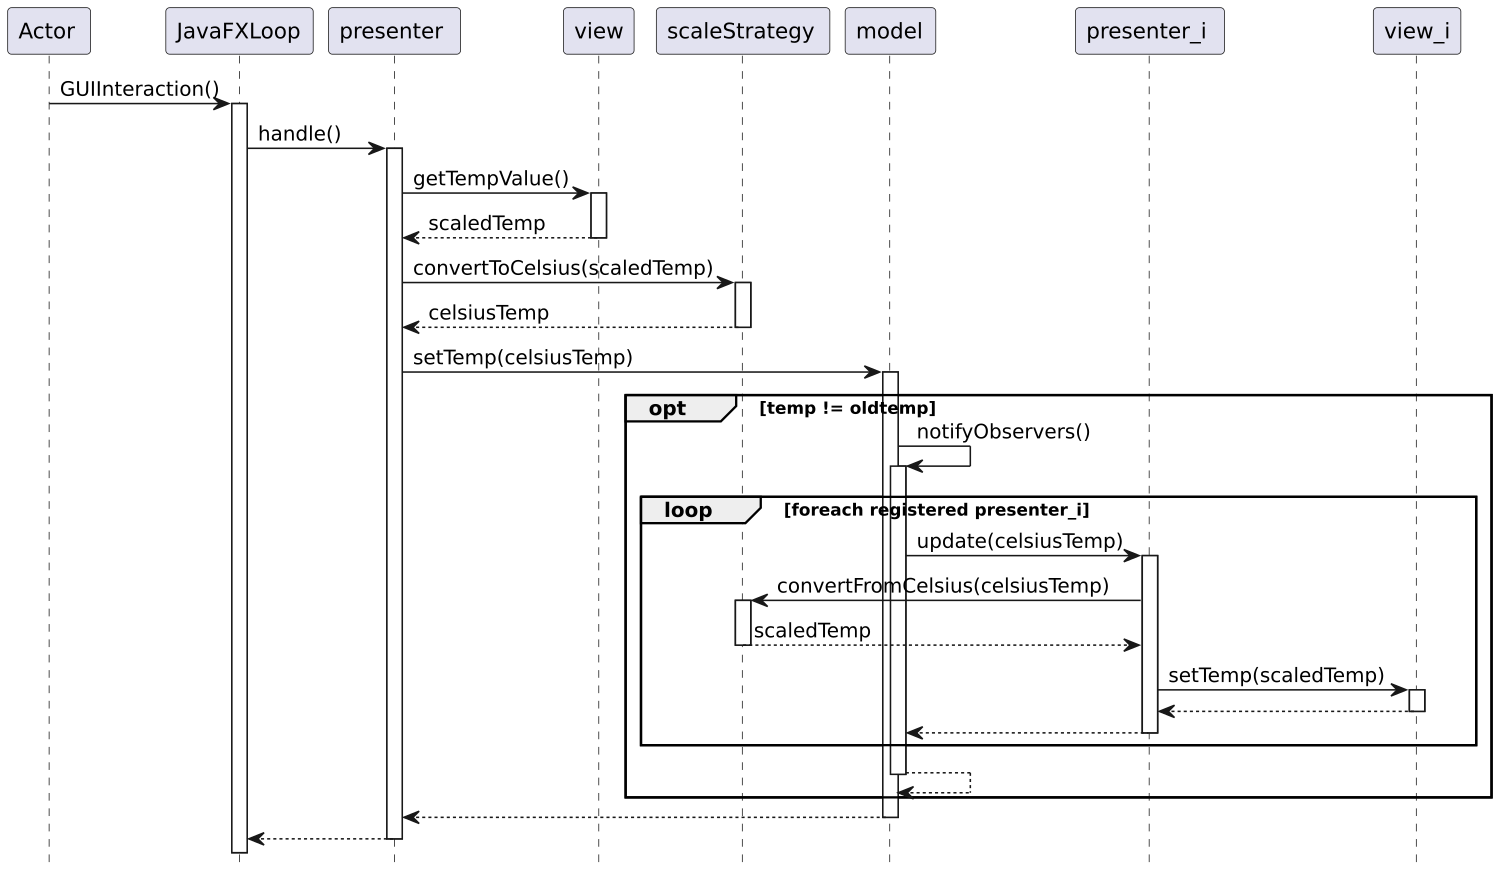 Actor JavaFXLoop presenter view scaleStrategy model presenter_i view_i
GUIInteraction()
handle()
getTempValue()
scaledTemp
convertToCelsius(scaledTemp)
celsiusTemp
setTemp(celsiusTemp)
opt [temp != oldtemp]
notifyObservers()
loop [foreach registered presenter_i]
update(celsiusTemp)
convertFromCelsius(celsiusTemp)
scaledTemp
setTemp(scaledTemp)